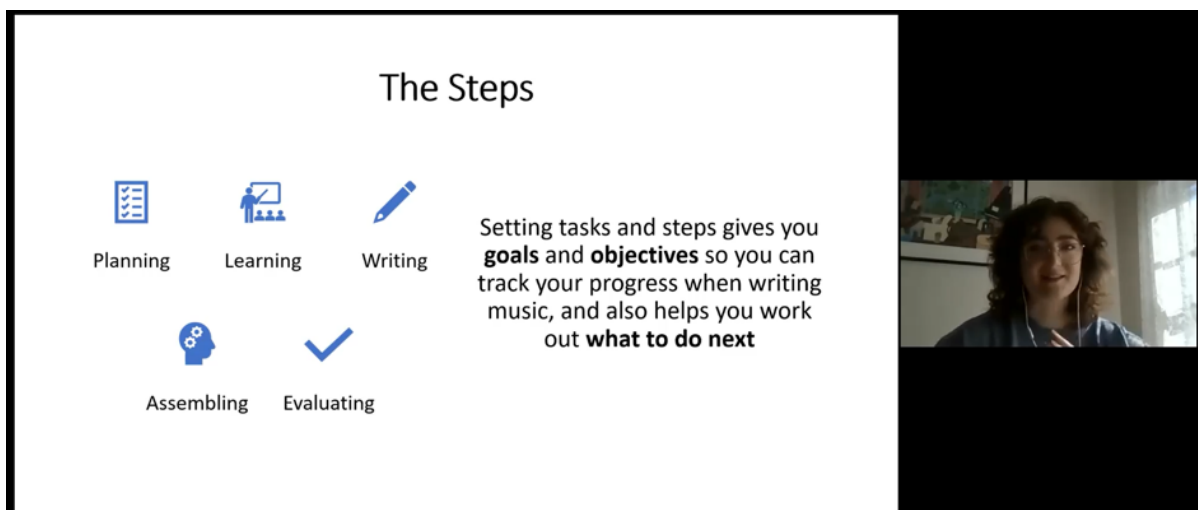 The Steps
Planning Learning Writing
Assembling Evaluating
Setting tasks and steps gives you
goals and objectives so you can
track your progress when writing
music, and also helps you work
out what to do next